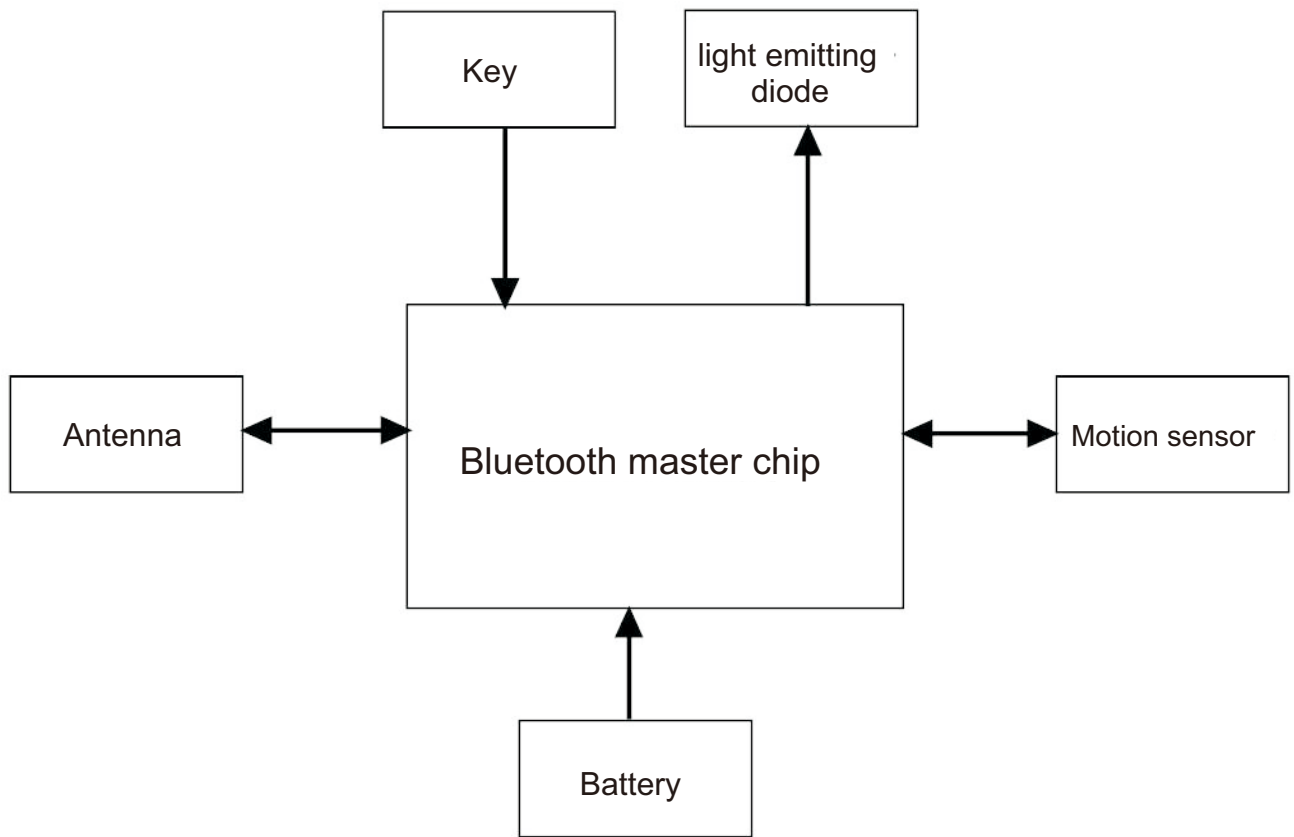 Key
light emitting
diode
Antenna
Bluetooth master chip
Motion sensor
Battery